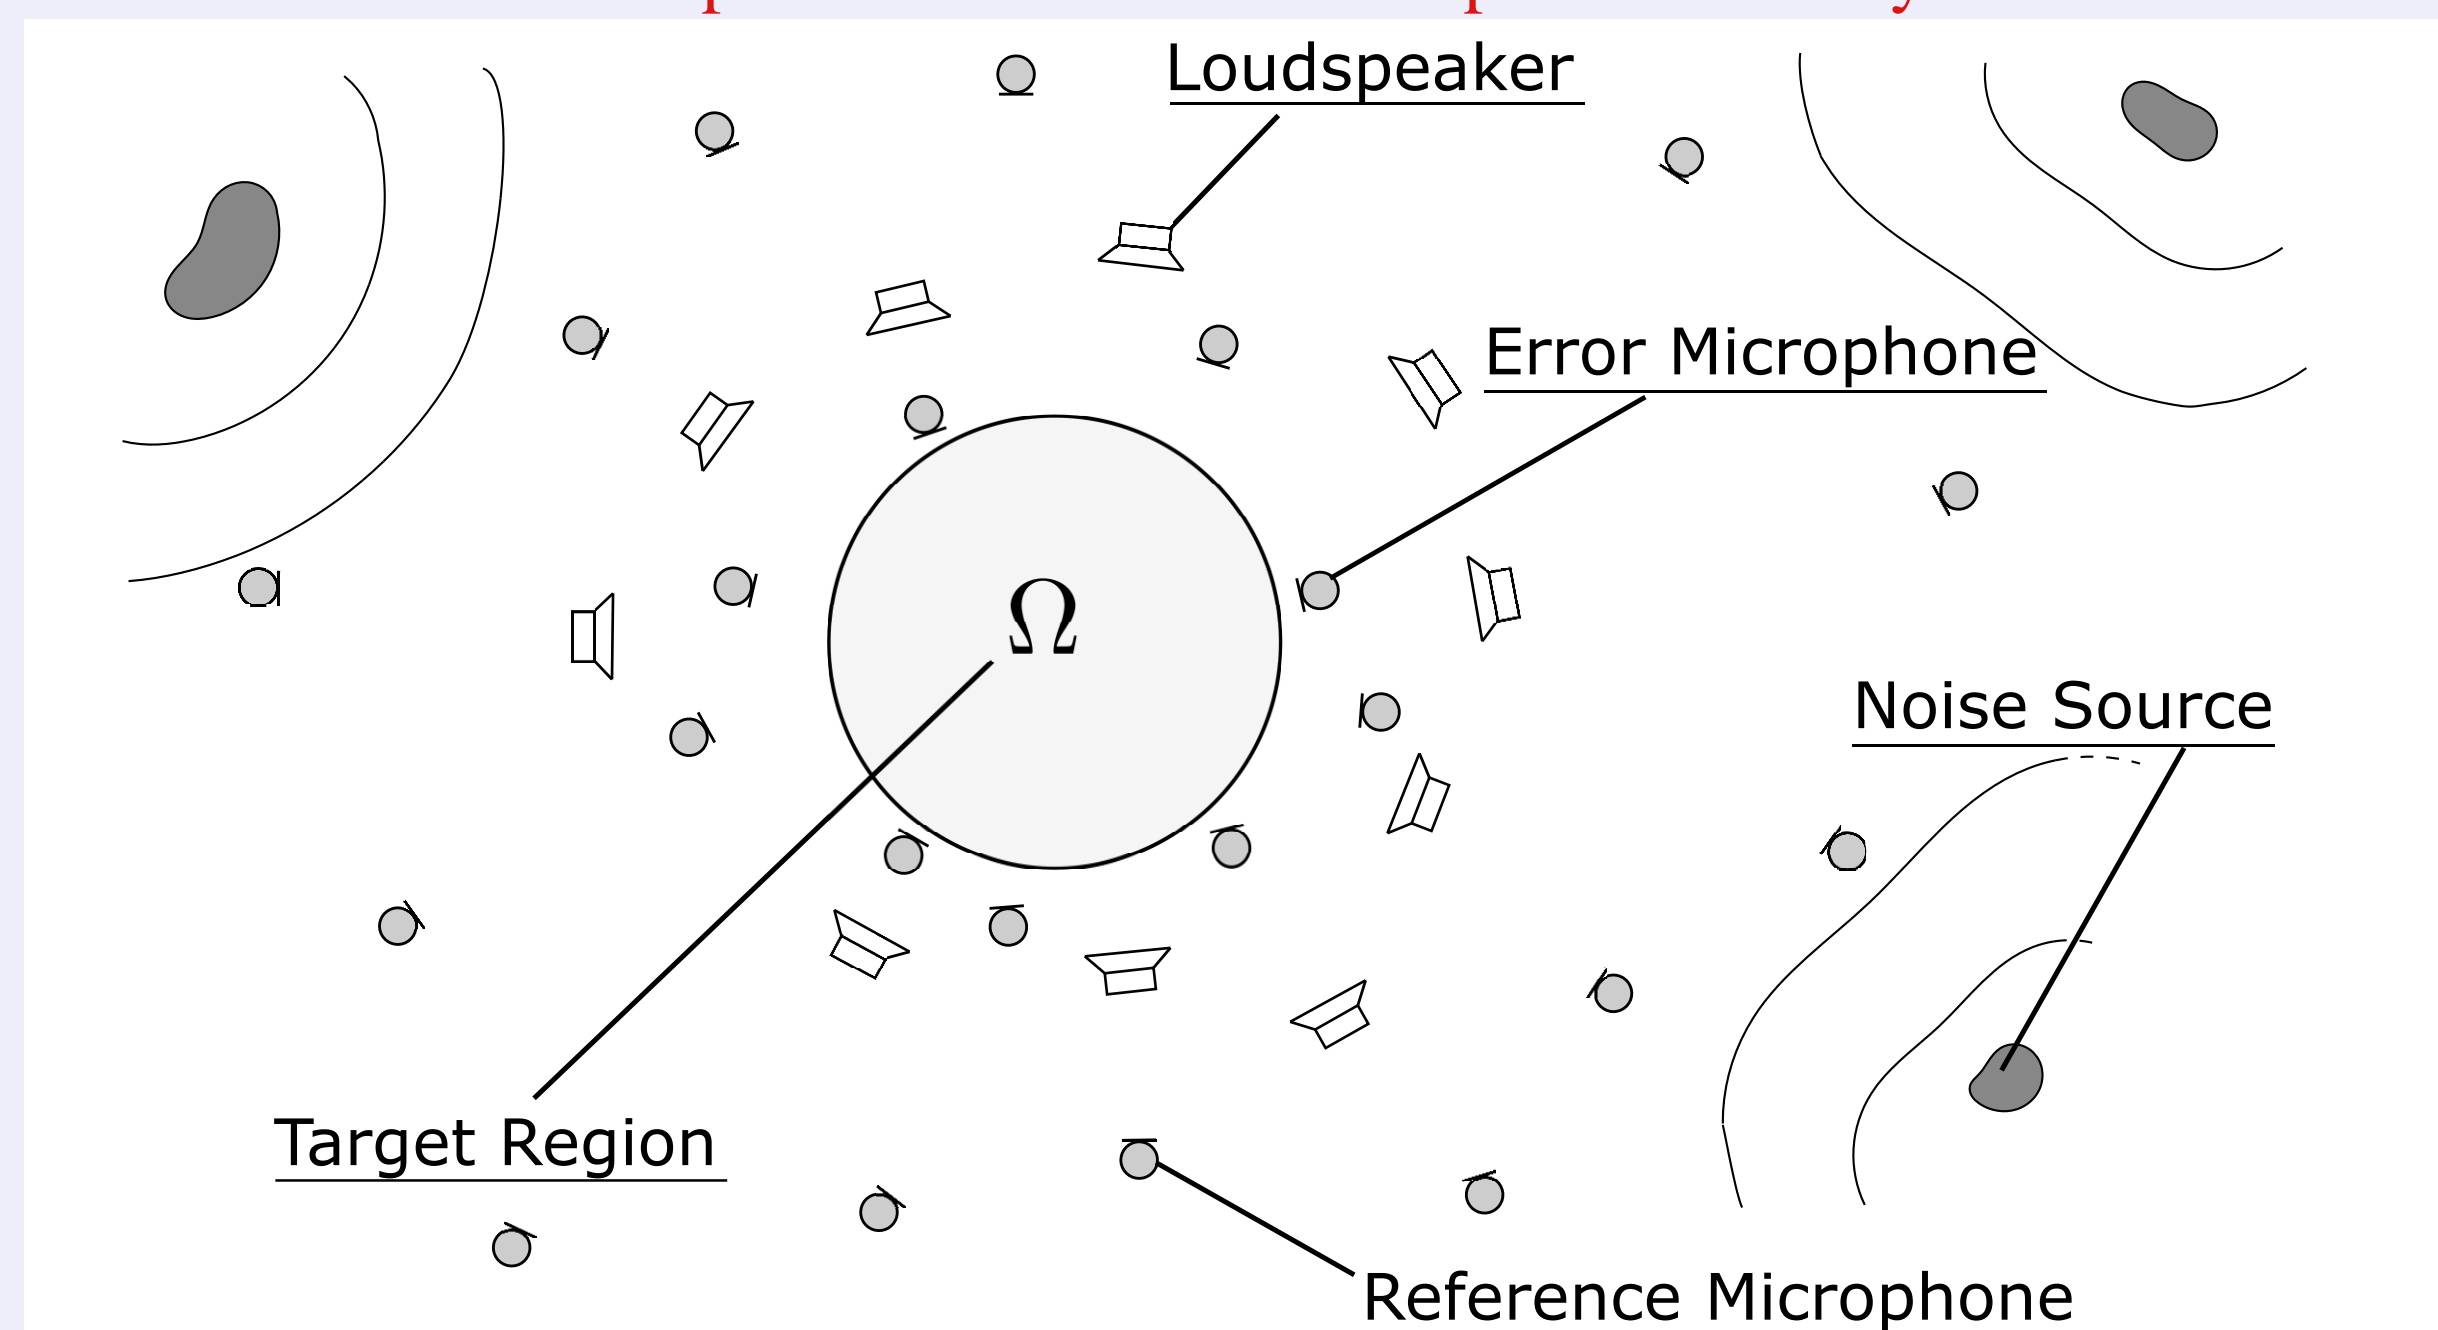 Loudspeaker
Error Microphone
Ω
Noise Source
Target Region
Reference Microphone